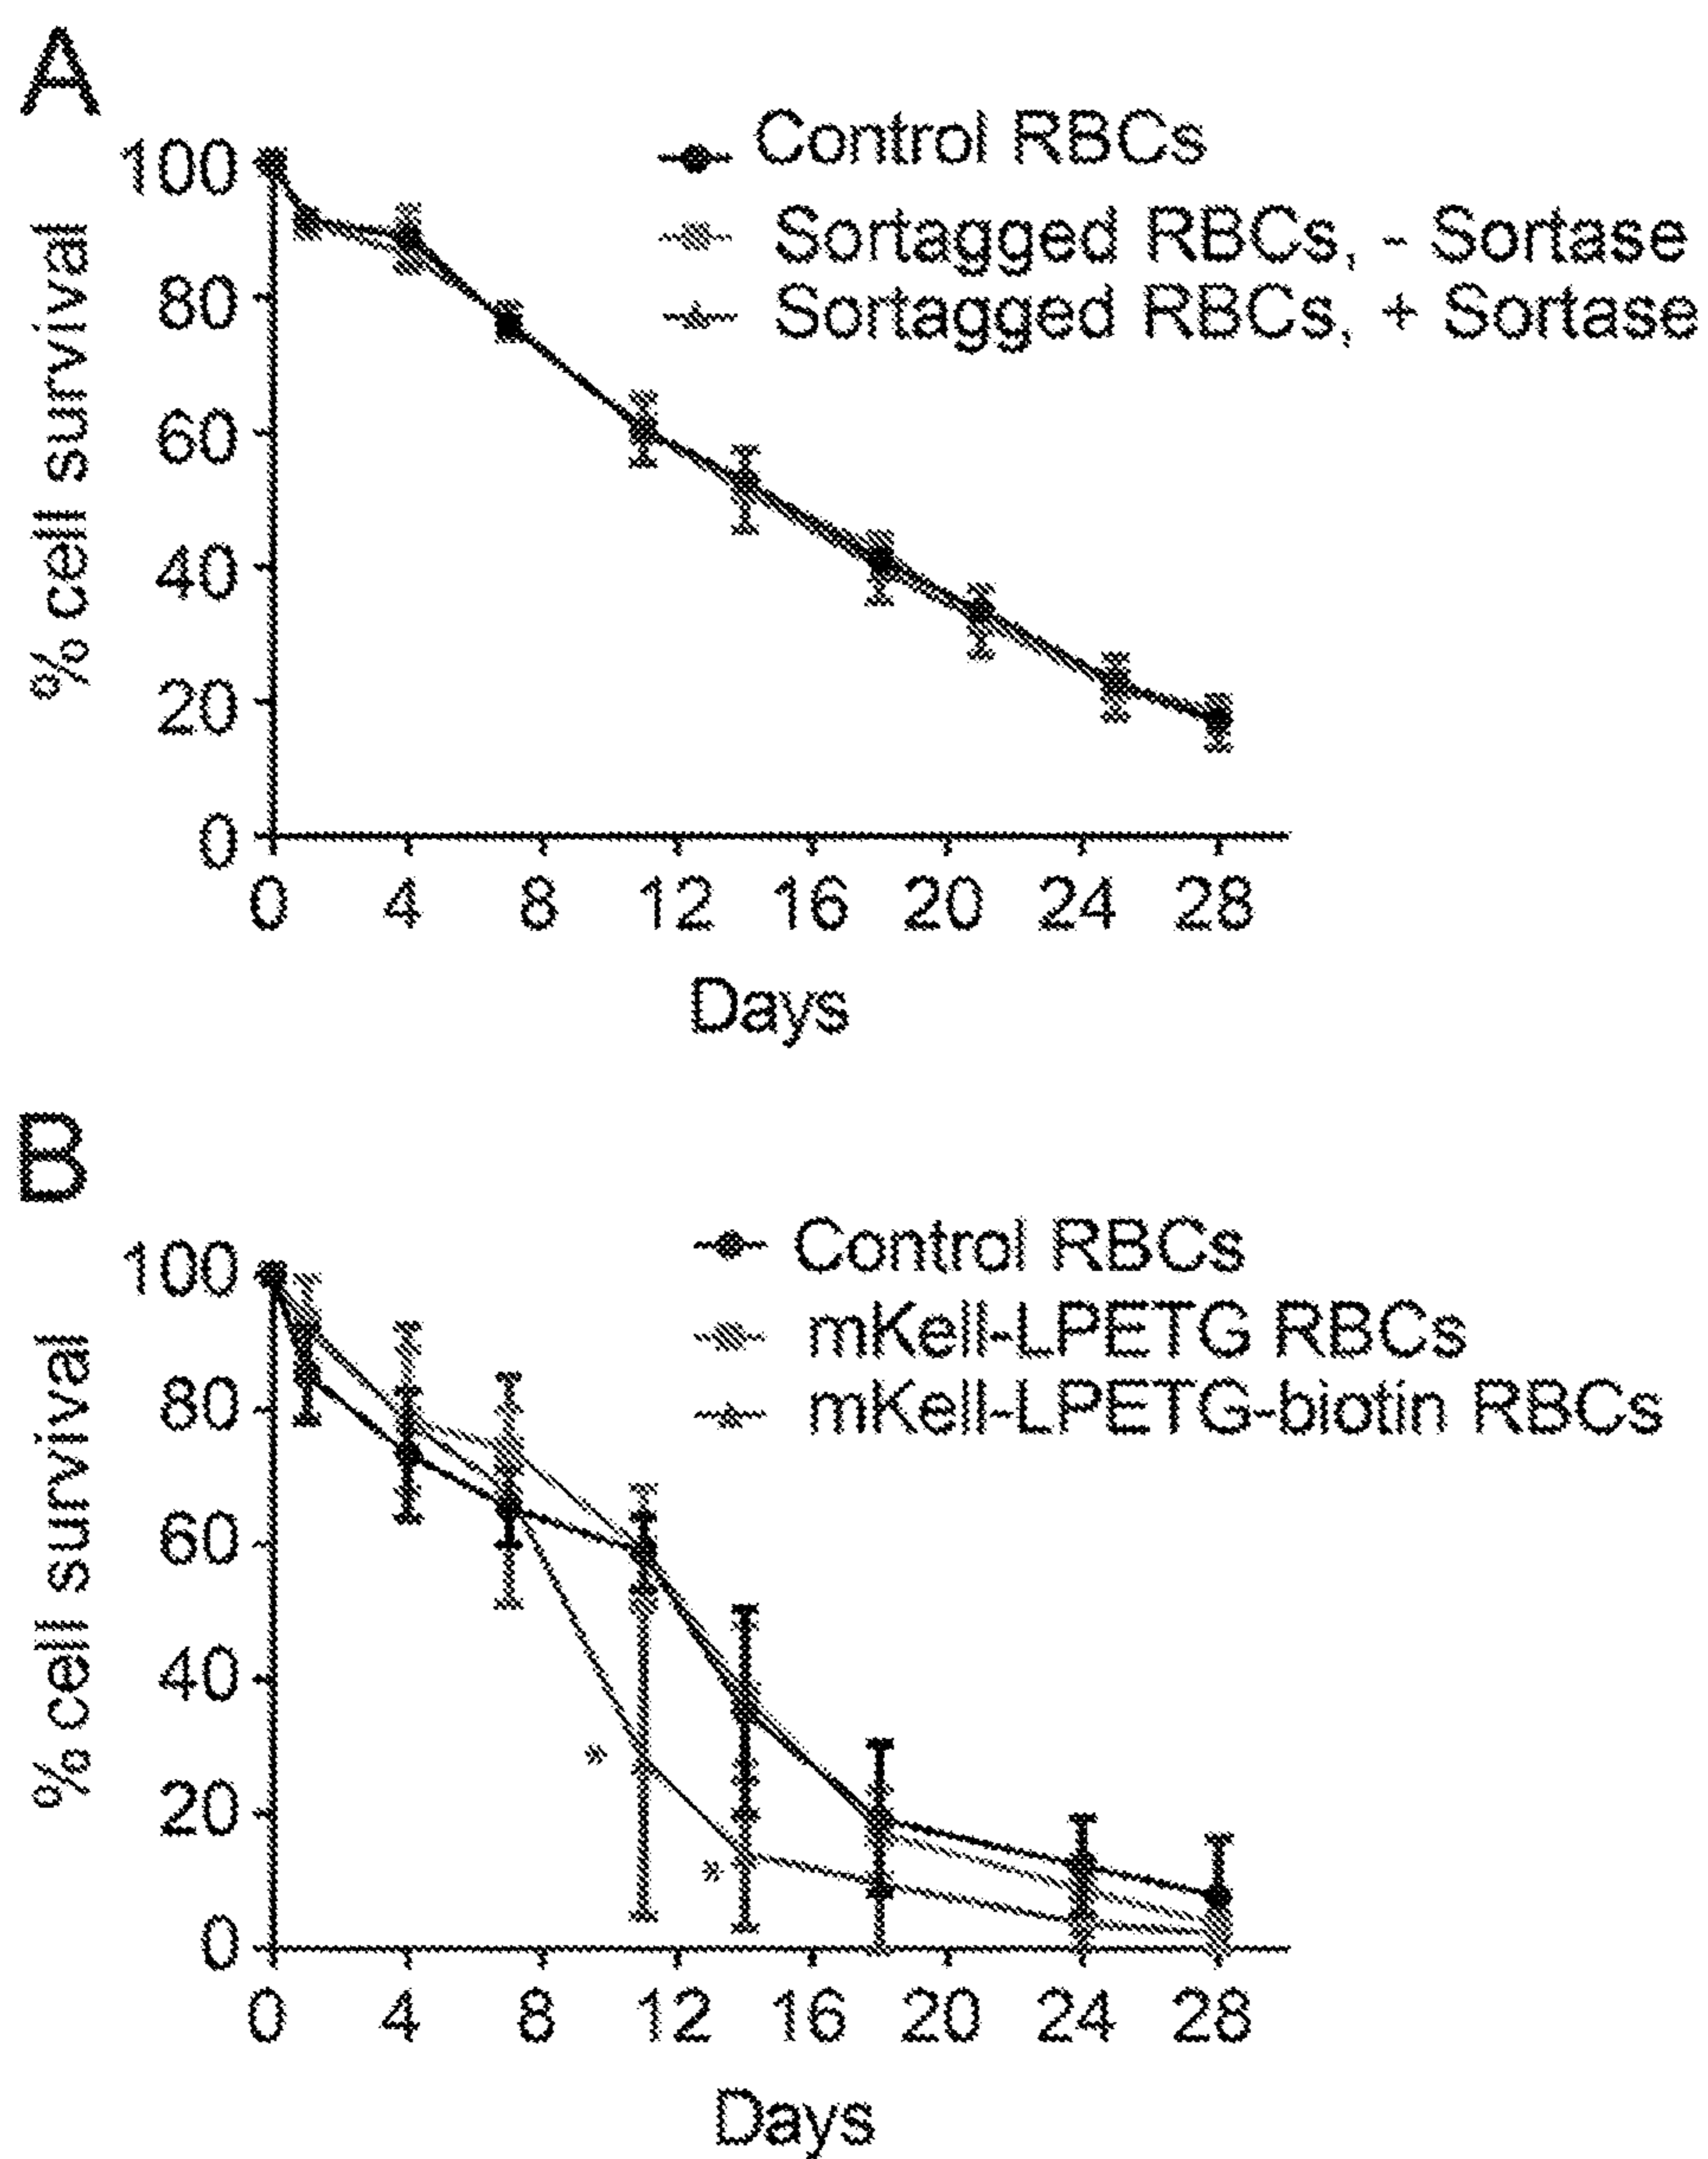 A
Control RBCs
Sortagged RBCs, - Sortase
Sortagged RBCs, + Sortase
% cell survival
100
80
60
40
20
0
0 4 8 12 16 20 24 28
Days
B
Control RBCs
mKell-LPETG RBCs
mKell-LPETG-biotin RBCs
% cell survival
100
80
60
40
20
0
*
*
0 4 8 12 16 20 24 28
Days